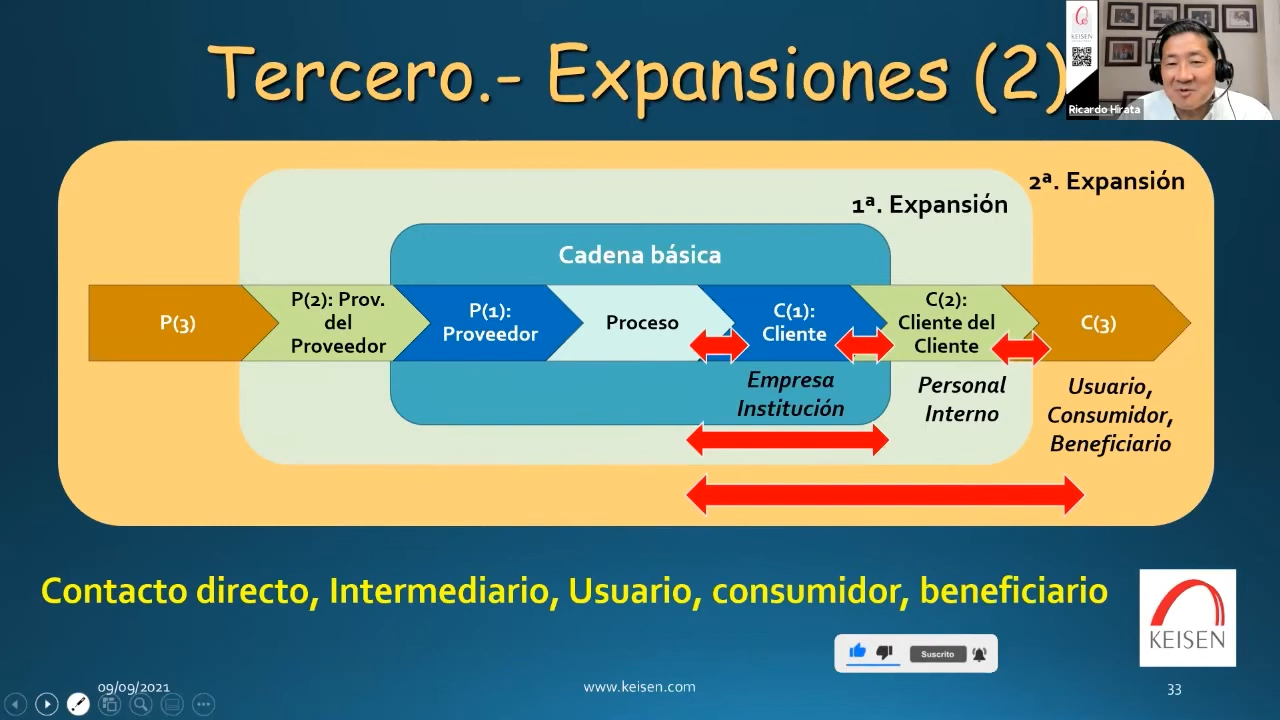 Tercero.- Expansiones (2)
KEISEN
Ricardo Hirata
2ª. Expansión
1ª. Expansión
Cadena básica
P(3)
P(2): Prov.
del
Proveedor
P(1):
Proveedor
Proceso
C(1):
Cliente
C(2):
Cliente del
Cliente
C(3)
Empresa
Institución
Personal
Interno
Usuario,
Consumidor,
Beneficiario
Contacto directo, Intermediario, Usuario, consumidor, beneficiario
KEISEN
Suscrito
09/09/2021
www.keisen.com
33